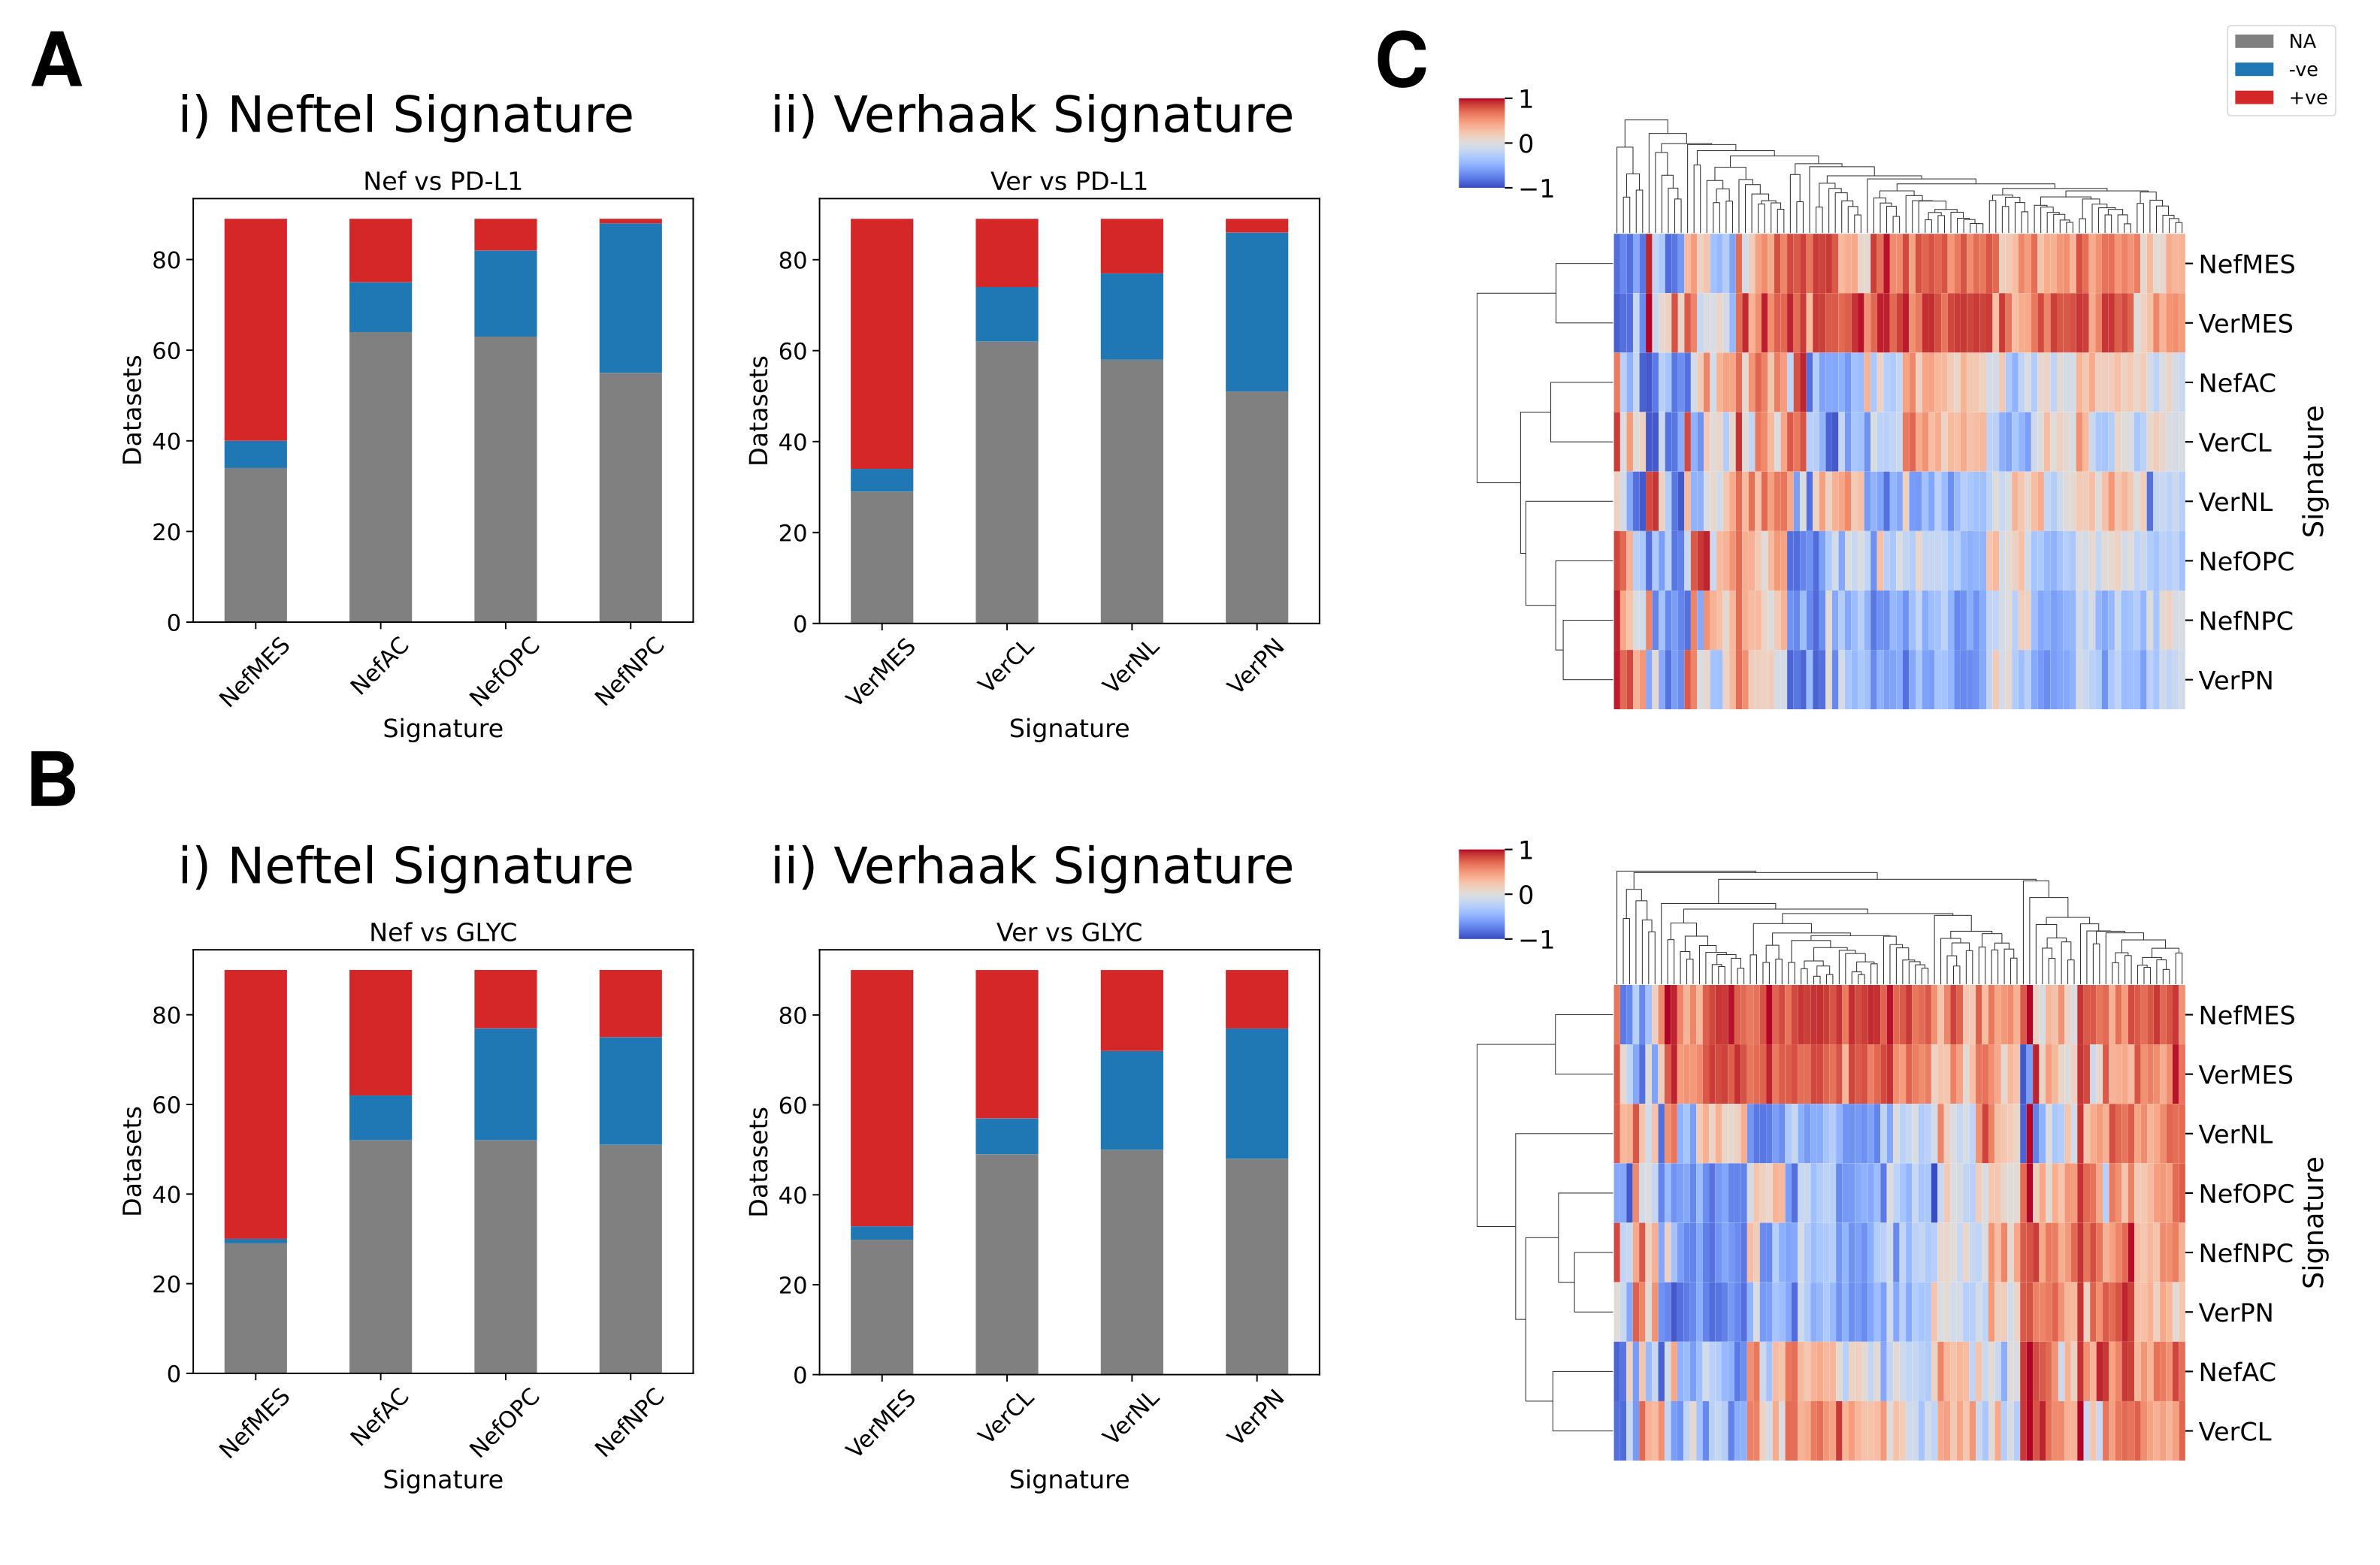 A
i) Neftel Signature
ii) Verhaak Signature
Nef vs PD-L1
Datasets
80
60
40
20
0
NefMES
NefAC
NefOPC
NefNPC
Signature
Ver vs PD-L1
Datasets
80
60
40
20
0
VerMES
VerCL
VerNL
VerPN
Signature
C
NA
-ve
+ve
1
0
−1
NefMES
VerMES
NefAC
VerCL
VerNL
NefOPC
NefNPC
VerPN
Signature
B
i) Neftel Signature
ii) Verhaak Signature
Nef vs GLYC
Datasets
80
60
40
20
0
NefMES
NefAC
NefOPC
NefNPC
Signature
Ver vs GLYC
Datasets
80
60
40
20
0
VerMES
VerCL
VerNL
VerPN
Signature
1
0
−1
NefMES
VerMES
VerNL
NefOPC
NefNPC
VerPN
NefAC
VerCL
Signature